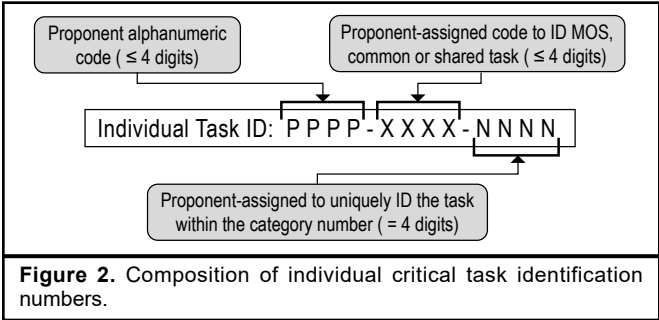 Proponent alphanumeric
code ( ≤ 4 digits)
Proponent-assigned code to ID MOS,
common or shared task ( ≤ 4 digits)
Individual Task ID: P P P P - X X X X - N N N N
Proponent-assigned to uniquely ID the task
within the category number ( = 4 digits)
Figure 2. Composition of individual critical task identification
numbers.